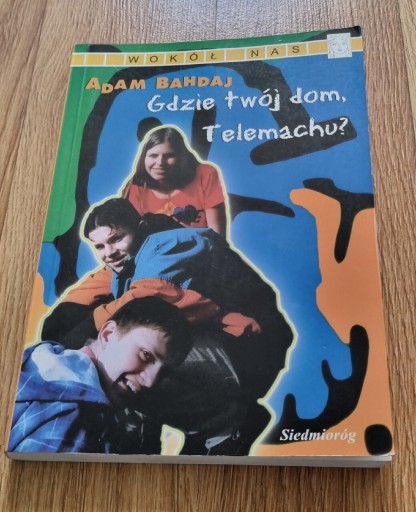 WOKÓŁ NAS
ADAM BAHDAJ
Gdzie twój dom,
Telemachu?
Siedmioróg